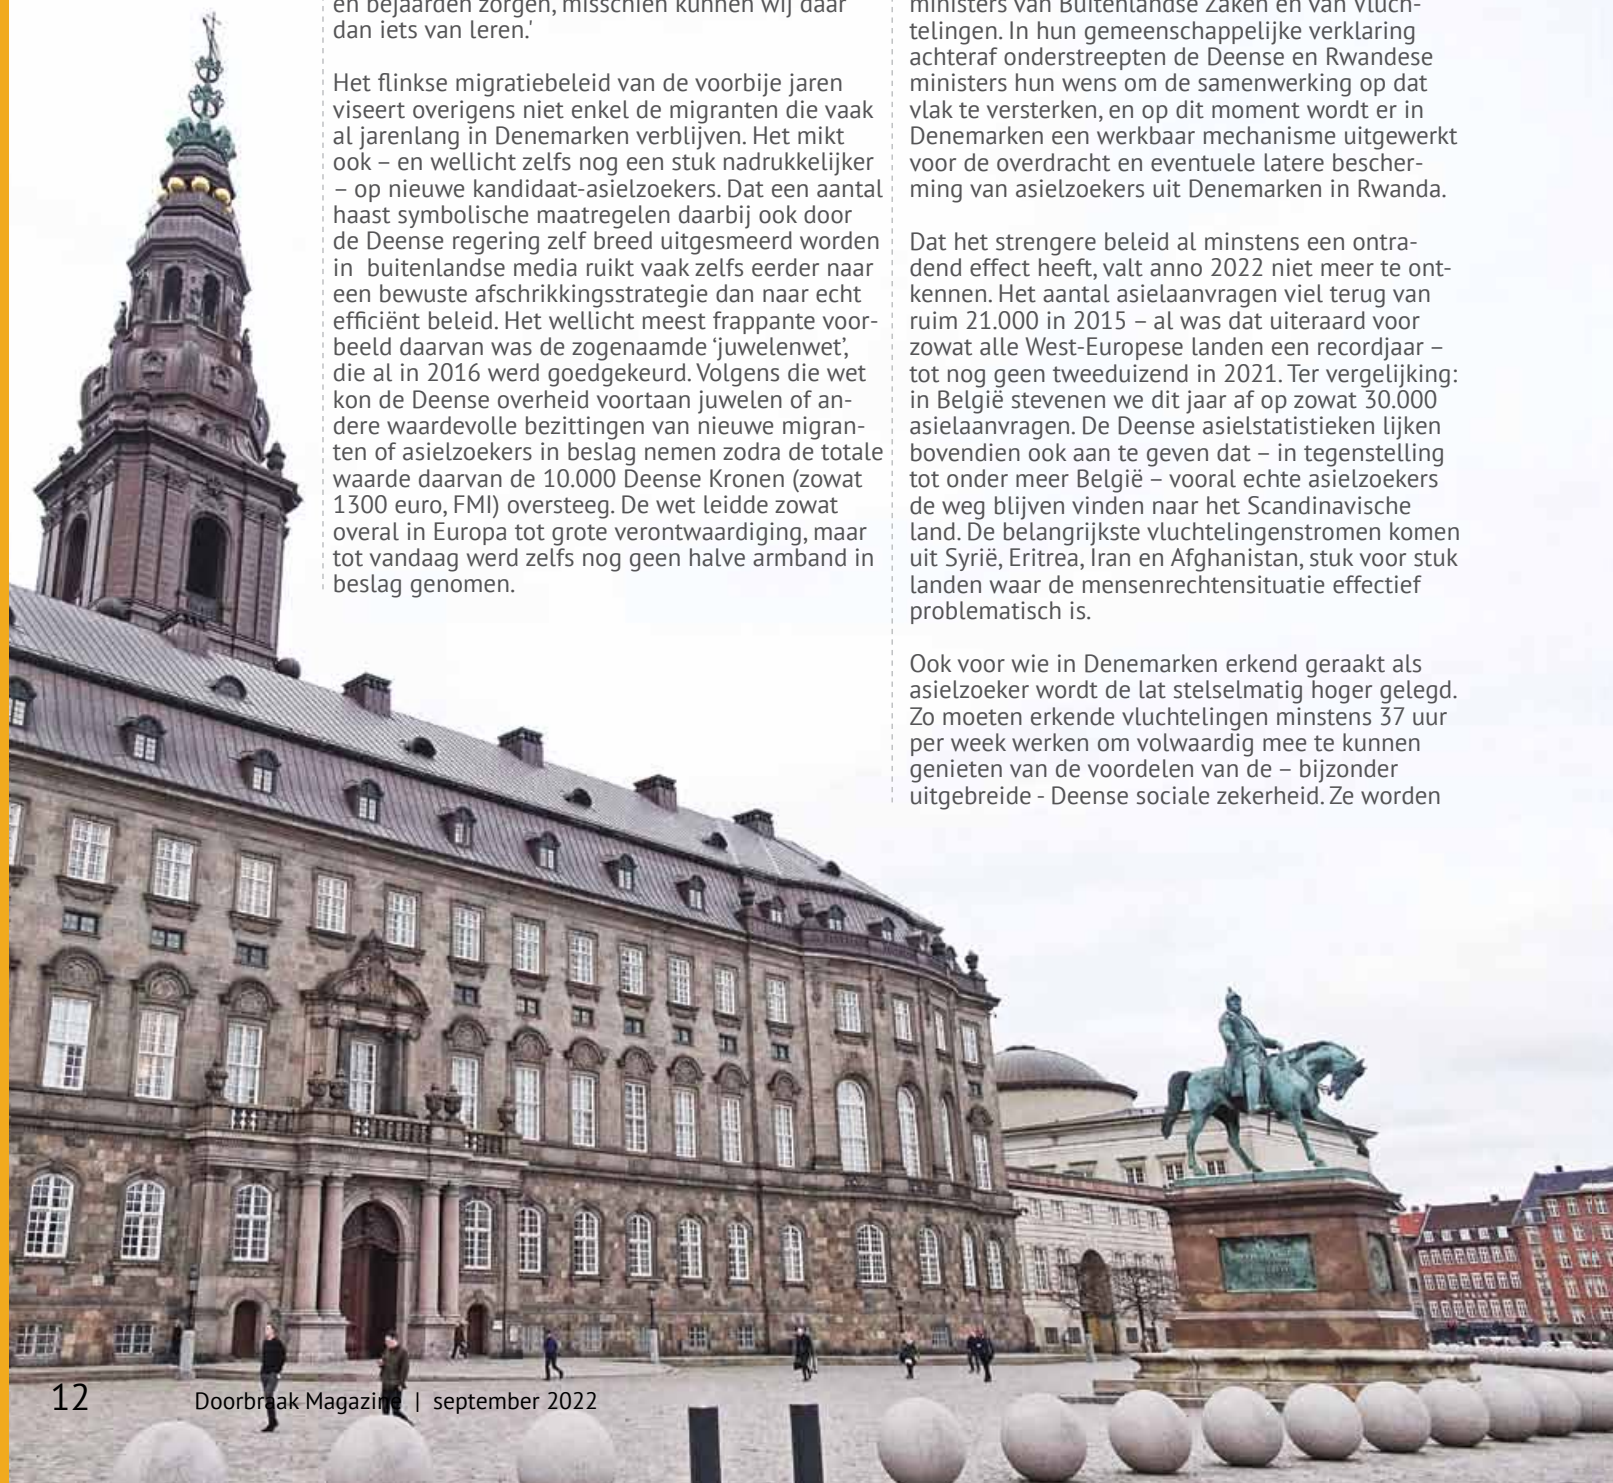 en bejaarden zorgen, misschien kunnen wij daar
dan iets van leren.'

Het flinkse migratiebeleid van de voorbije jaren
viseert overigens niet enkel de migranten die vaak
al jarenlang in Denemarken verblijven. Het mikt
ook – en wellicht zelfs nog een stuk nadrukkelijker
– op nieuwe kandidaat-asielzoekers. Dat een aantal
haast symbolische maatregelen daarbij ook door
de Deense regering zelf breed uitgesmeerd worden
in buitenlandse media ruikt vaak zelfs eerder naar
een bewuste afschrikkingsstrategie dan naar echt
efficiënt beleid. Het wellicht meest frappante voor-
beeld daarvan was de zogenaamde ‘juwelenwet’,
die al in 2016 werd goedgekeurd. Volgens die wet
kon de Deense overheid voortaan juwelen of an-
dere waardevolle bezittingen van nieuwe migran-
ten of asielzoekers in beslag nemen zodra de totale
waarde daarvan de 10.000 Deense Kronen (zowat
1300 euro, FMI) oversteeg. De wet leidde zowat
overal in Europa tot grote verontwaardiging, maar
tot vandaag werd zelfs nog geen halve armband in
beslag genomen.

ministers van Buitenlandse Zaken en van Vluch-
telingen. In hun gemeenschappelijke verklaring
achteraf onderstreepten de Deense en Rwandese
ministers hun wens om de samenwerking op dat
vlak te versterken, en op dit moment wordt er in
Denemarken een werkbaar mechanisme uitgewerkt
voor de overdracht en eventuele latere bescher-
ming van asielzoekers uit Denemarken in Rwanda.

Dat het strengere beleid al minstens een ontra-
dend effect heeft, valt anno 2022 niet meer te ont-
kennen. Het aantal asielaanvragen viel terug van
ruim 21.000 in 2015 – al was dat uiteraard voor
zowat alle West-Europese landen een recordjaar –
tot nog geen tweeduizend in 2021. Ter vergelijking:
in België stevenen we dit jaar af op zowat 30.000
asielaanvragen. De Deense asielstatistieken lijken
bovendien ook aan te geven dat – in tegenstelling
tot onder meer België – vooral echte asielzoekers
de weg blijven vinden naar het Scandinavische
land. De belangrijkste vluchtelingenstromen komen
uit Syrië, Eritrea, Iran en Afghanistan, stuk voor stuk
landen waar de mensenrechtensituatie effectief
problematisch is.

Ook voor wie in Denemarken erkend geraakt als
asielzoeker wordt de lat stelselmatig hoger gelegd.
Zo moeten erkende vluchtelingen minstens 37 uur
per week werken om volwaardig mee te kunnen
genieten van de voordelen van de – bijzonder
uitgebreide - Deense sociale zekerheid. Ze worden

12 Doorbraak Magazine | september 2022